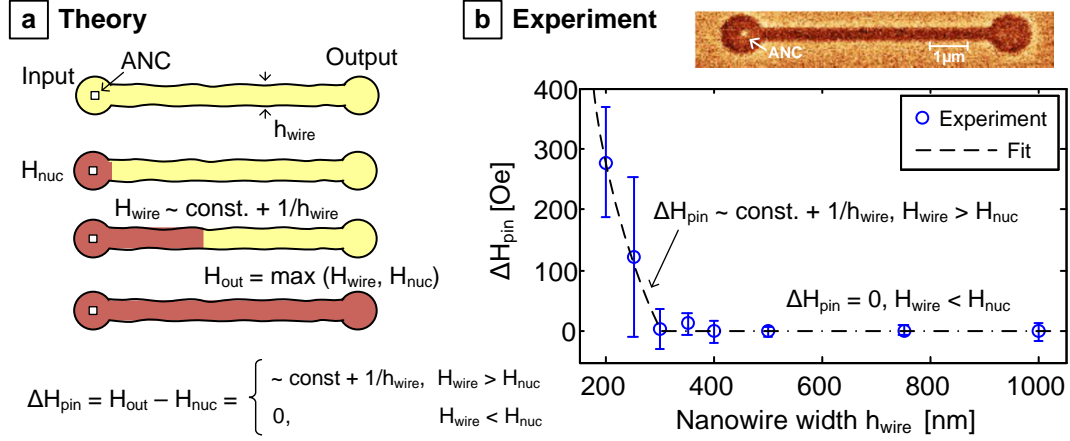 a Theory
Input
ANC
Output
h_wire
H_nuc
H_wire ~ const. + 1/h_wire
H_out = max (H_wire, H_nuc)
ΔH_pin = H_out – H_nuc =
~ const + 1/h_wire, H_wire > H_nuc
0, H_wire < H_nuc
b Experiment
ANC
1µm
400
300
200
100
0
ΔH_pin [Oe]
Experiment
Fit
ΔH_pin ~ const. + 1/h_wire, H_wire > H_nuc
ΔH_pin = 0, H_wire < H_nuc
200 400 600 800 1000
Nanowire width h_wire [nm]